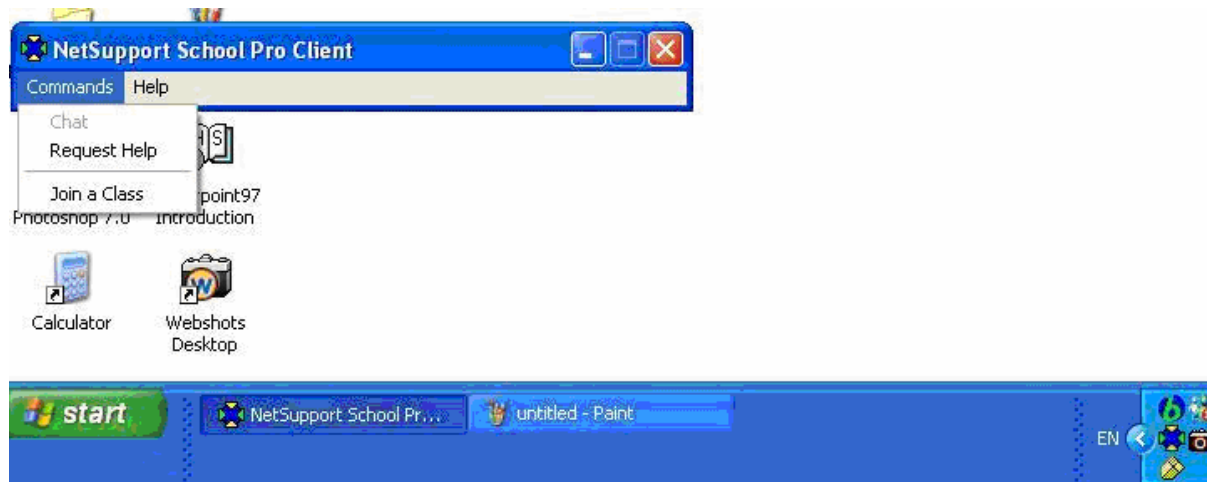 NetSupport School Pro Client
Commands Help
Chat
Request Help
Join a Class
point97
Photoshop 7.0 Introduction
Calculator Webshots
Desktop
start NetSupport School Pr... untitled - Paint
EN